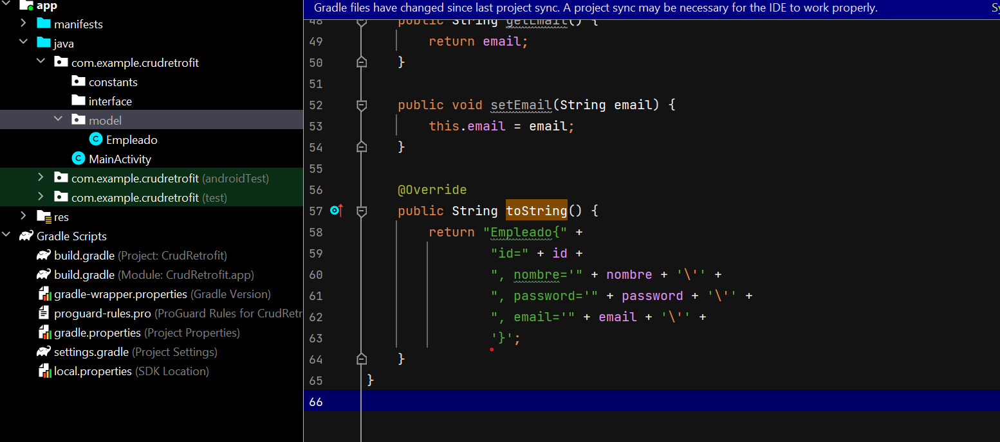 app
manifests
java
com.example.crudretrofit
constants
interface
model
Empleado
MainActivity
com.example.crudretrofit (androidTest)
com.example.crudretrofit (test)
res
Gradle Scripts
build.gradle (Project: CrudRetrofit)
build.gradle (Module: CrudRetrofit.app)
gradle-wrapper.properties (Gradle Version)
proguard-rules.pro (ProGuard Rules for CrudRetr
gradle.properties (Project Properties)
settings.gradle (Project Settings)
local.properties (SDK Location)
Gradle files have changed since last project sync. A project sync may be necessary for the IDE to work properly. Sy
48 public String getEmail() {
49 return email;
50 }
51
52 public void setEmail(String email) {
53 this.email = email;
54 }
55
56 @Override
57 public String toString() {
58 return "Empleado{" +
59 "id=" + id +
60 ", nombre='" + nombre + '\'' +
61 ", password='" + password + '\'' +
62 ", email='" + email + '\'' +
63 '}';
64 }
65 }
66